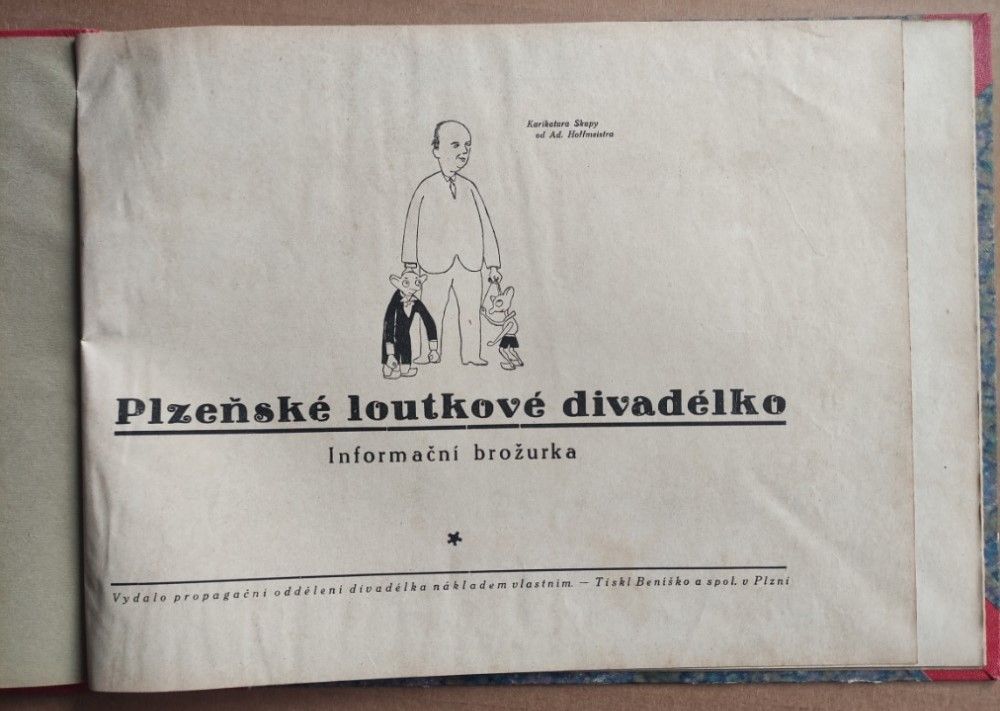 Karikatura Skupy
od Ad. Hoffmeistra
Plzeňské loutkové divadélko
Informační brožurka
Vydalo propagační oddělení divadélka nákladem vlastním. — Tiskl Beniško a spol. v Plzni